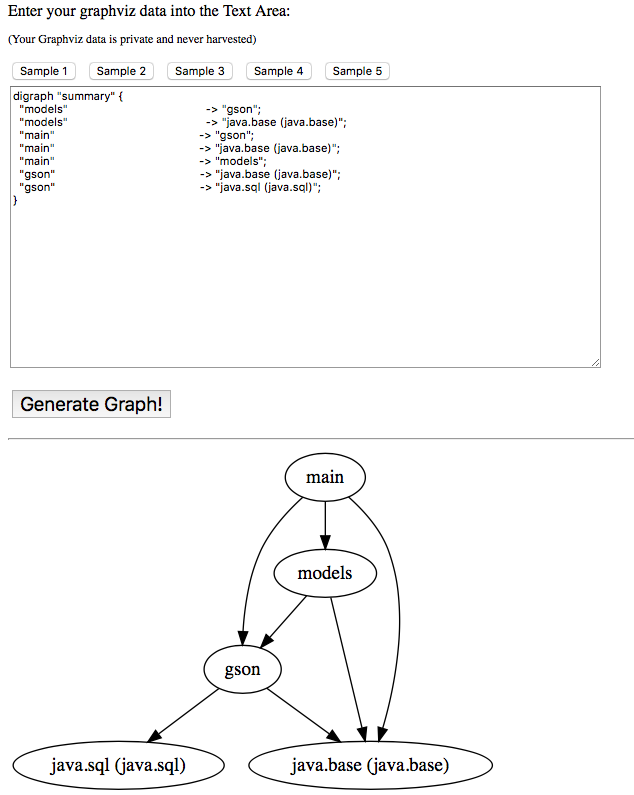 Enter your graphviz data into the Text Area:
(Your Graphviz data is private and never harvested)
Sample 1 Sample 2 Sample 3 Sample 4 Sample 5
digraph "summary" {
"models" -> "gson";
"models" -> "java.base (java.base)";
"main" -> "gson";
"main" -> "java.base (java.base)";
"main" -> "models";
"gson" -> "java.base (java.base)";
"gson" -> "java.sql (java.sql)";
}
Generate Graph!
main
models
gson
java.sql (java.sql) java.base (java.base)